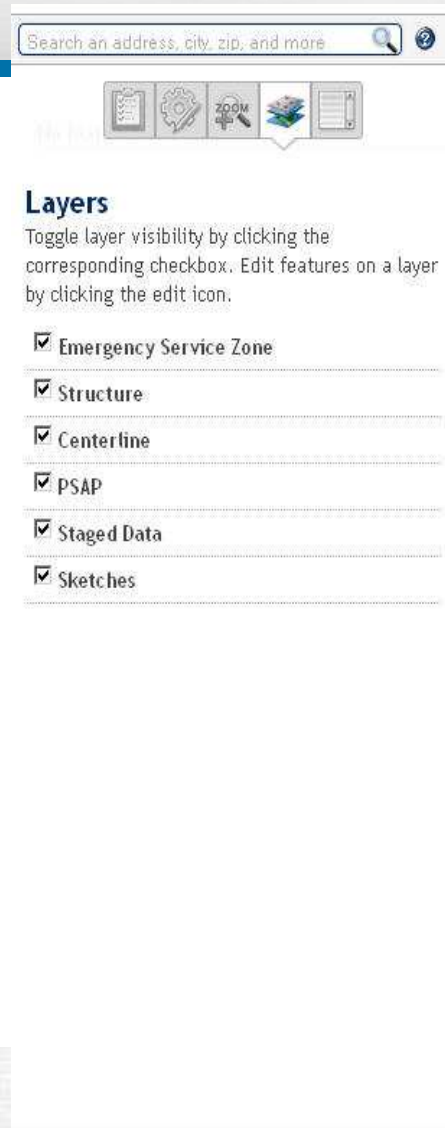 Search an address, city, zip, and more
?
ZOOM
Layers
Toggle layer visibility by clicking the
corresponding checkbox. Edit features on a layer
by clicking the edit icon.
Emergency Service Zone
Structure
Centerline
PSAP
Staged Data
Sketches